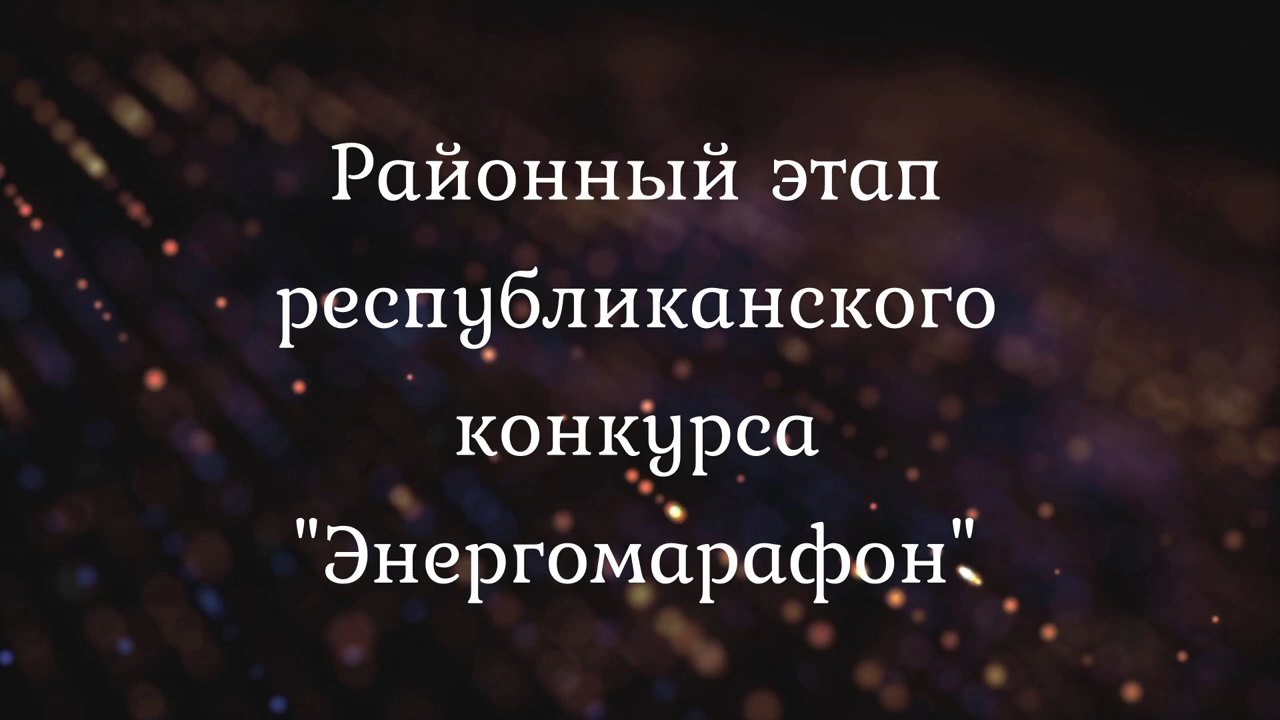 Районный этап
республиканского
конкурса
"Энергомарафон"